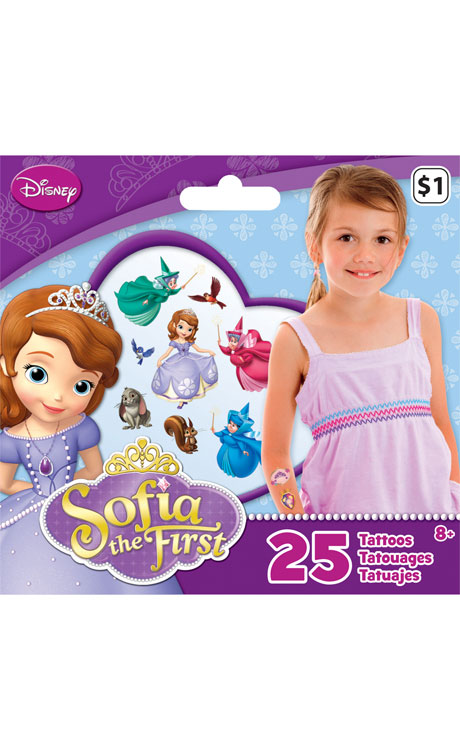 Disney
$1
Sofia
the First
25
Tattoos
Tatouages
Tatuajes
8+